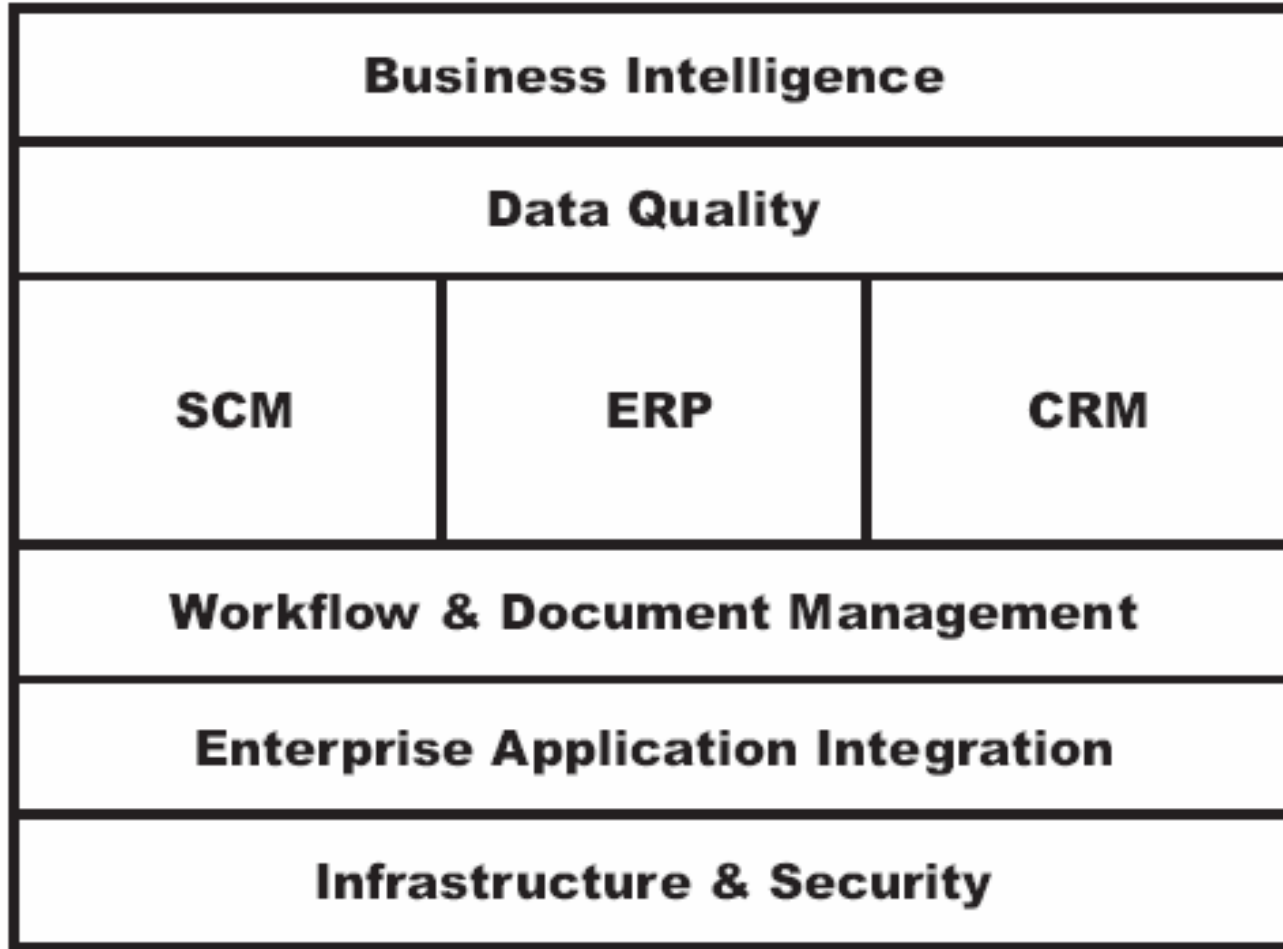 Business Intelligence
Data Quality
SCM
ERP
CRM
Workflow & Document Management
Enterprise Application Integration
Infrastructure & Security